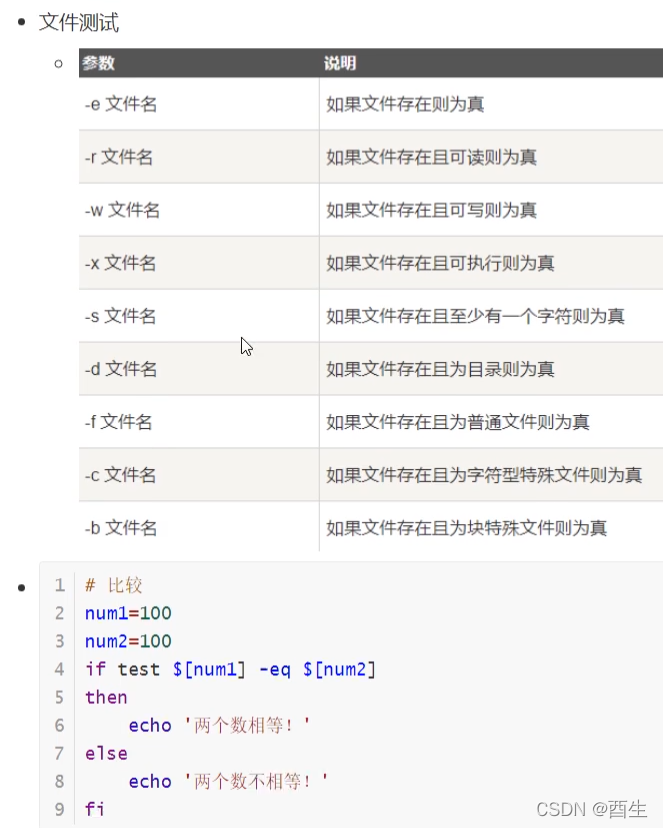 文件测试
参数 说明
-e 文件名 如果文件存在则为真
-r 文件名 如果文件存在且可读则为真
-w 文件名 如果文件存在且可写则为真
-x 文件名 如果文件存在且可执行则为真
-s 文件名 如果文件存在且至少有一个字符则为真
-d 文件名 如果文件存在且为目录则为真
-f 文件名 如果文件存在且为普通文件则为真
-c 文件名 如果文件存在且为字符型特殊文件则为真
-b 文件名 如果文件存在且为块特殊文件则为真
1 # 比较
2 num1=100
3 num2=100
4 if test $[num1] -eq $[num2]
5 then
6     echo '两个数相等！'
7 else
8     echo '两个数不相等！'
9 fi
CSDN @酉生